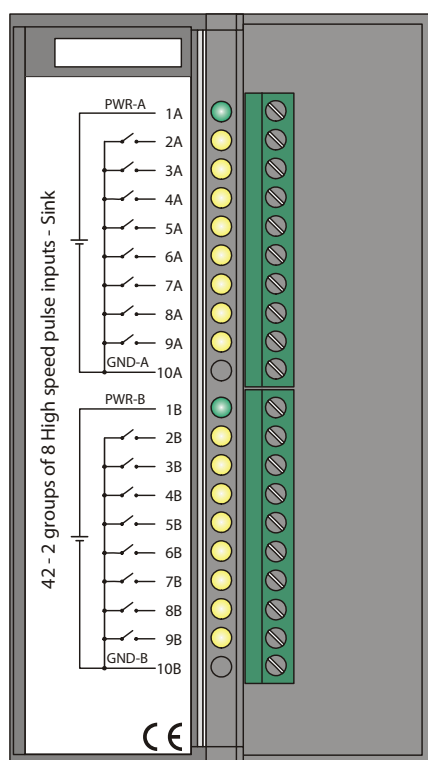 PWR-A
1A
2A
3A
4A
5A
6A
7A
8A
9A
GND-A
10A
PWR-B
1B
2B
3B
4B
5B
6B
7B
8B
9B
GND-B
10B
42 - 2 groups of 8 High speed pulse inputs - Sink
CE